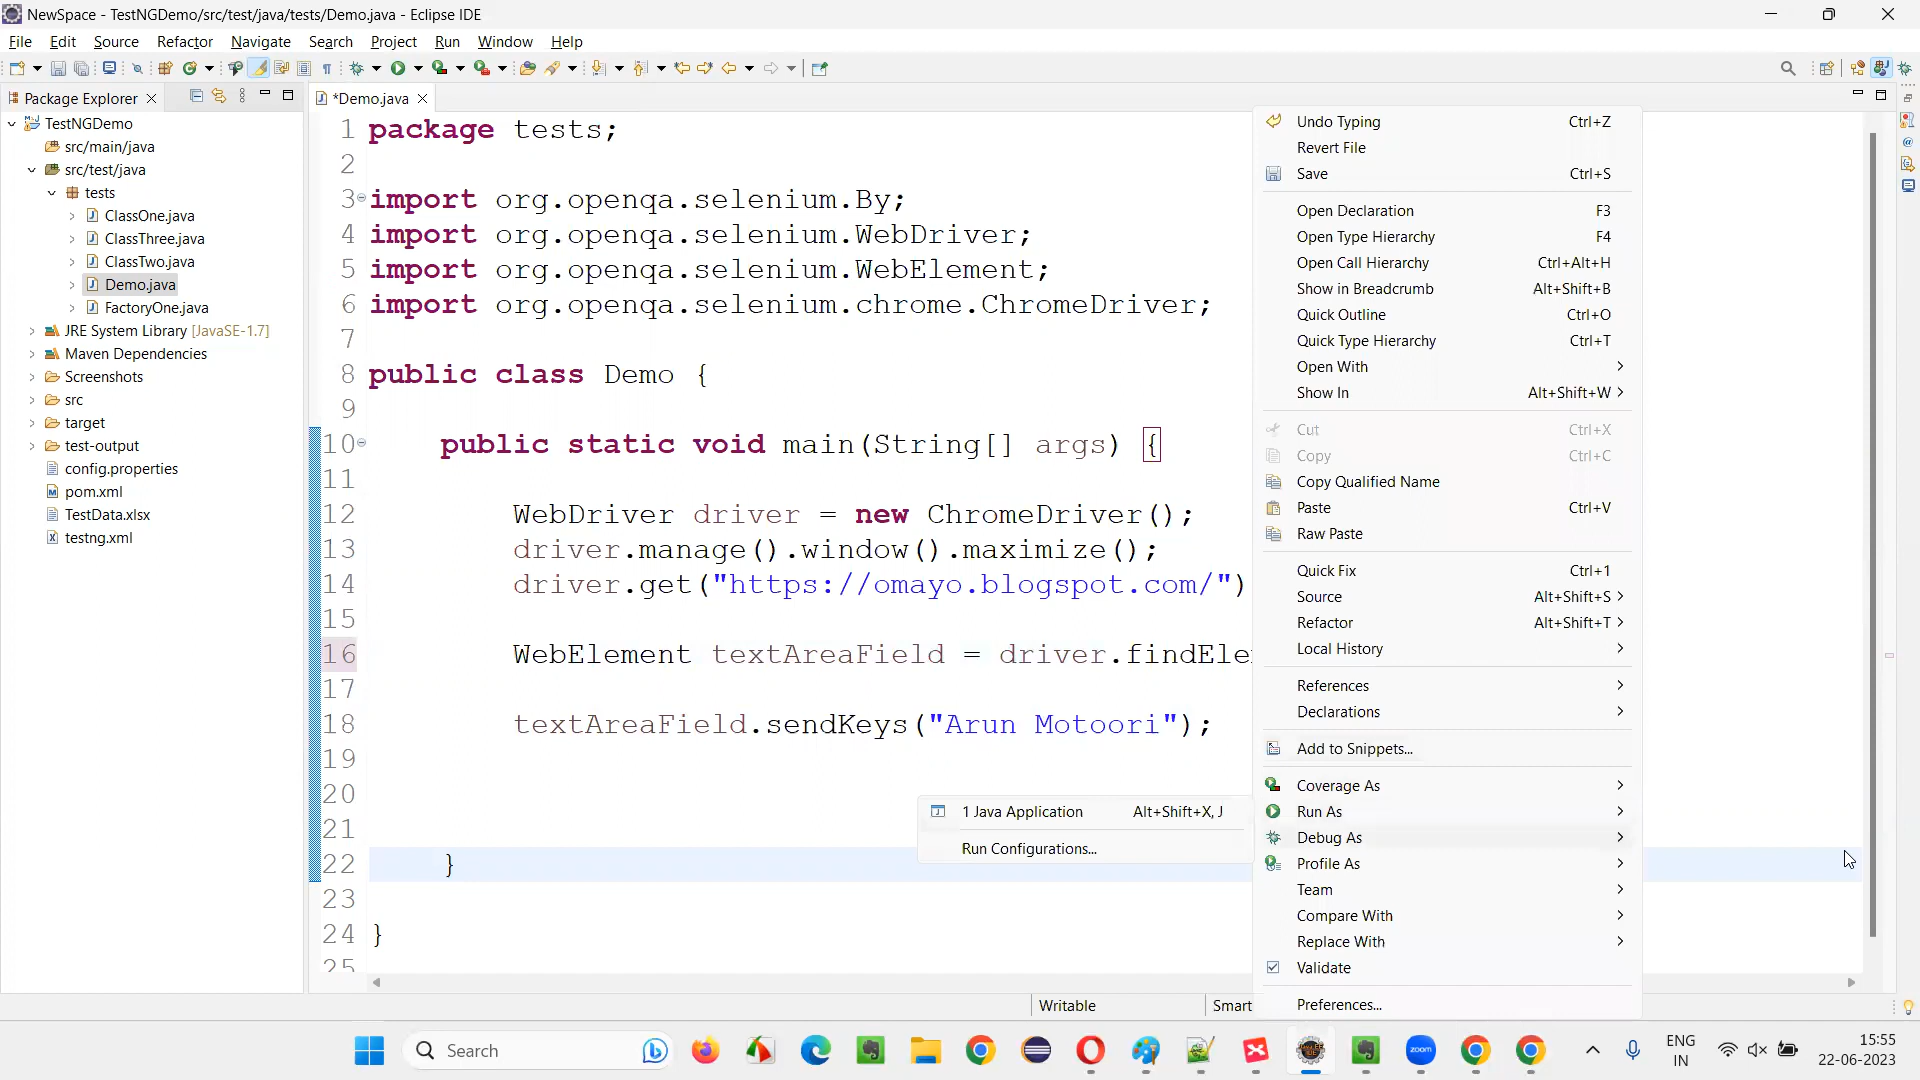 NewSpace - TestNGDemo/src/test/java/tests/Demo.java - Eclipse IDE
File Edit Source Refactor Navigate Search Project Run Window Help
Package Explorer
TestNGDemo
src/main/java
src/test/java
tests
ClassOne.java
ClassThree.java
ClassTwo.java
Demo.java
FactoryOne.java
JRE System Library [JavaSE-1.7]
Maven Dependencies
Screenshots
src
target
test-output
config.properties
pom.xml
TestData.xlsx
testng.xml
*Demo.java
1 package tests;
2
3 import org.openqa.selenium.By;
4 import org.openqa.selenium.WebDriver;
5 import org.openqa.selenium.WebElement;
6 import org.openqa.selenium.chrome.ChromeDriver;
7
8 public class Demo {
9
10 public static void main(String[] args) {
11
12 WebDriver driver = new ChromeDriver();
13 driver.manage().window().maximize();
14 driver.get("https://omayo.blogspot.com/")
15
16 WebElement textAreaField = driver.findEle
17
18 textAreaField.sendKeys("Arun Motoori");
19
20
21
22 }
23
24 }
25
1 Java Application Alt+Shift+X, J
Run Configurations...
Undo Typing Ctrl+Z
Revert File
Save Ctrl+S
Open Declaration F3
Open Type Hierarchy F4
Open Call Hierarchy Ctrl+Alt+H
Show in Breadcrumb Alt+Shift+B
Quick Outline Ctrl+O
Quick Type Hierarchy Ctrl+T
Open With
Show In Alt+Shift+W
Cut Ctrl+X
Copy Ctrl+C
Copy Qualified Name
Paste Ctrl+V
Raw Paste
Quick Fix Ctrl+1
Source Alt+Shift+S
Refactor Alt+Shift+T
Local History
References
Declarations
Add to Snippets...
Coverage As
Run As
Debug As
Profile As
Team
Compare With
Replace With
Validate
Preferences...
Writable Smart
Search
zoom
ENG
IN
15:55
22-06-2023